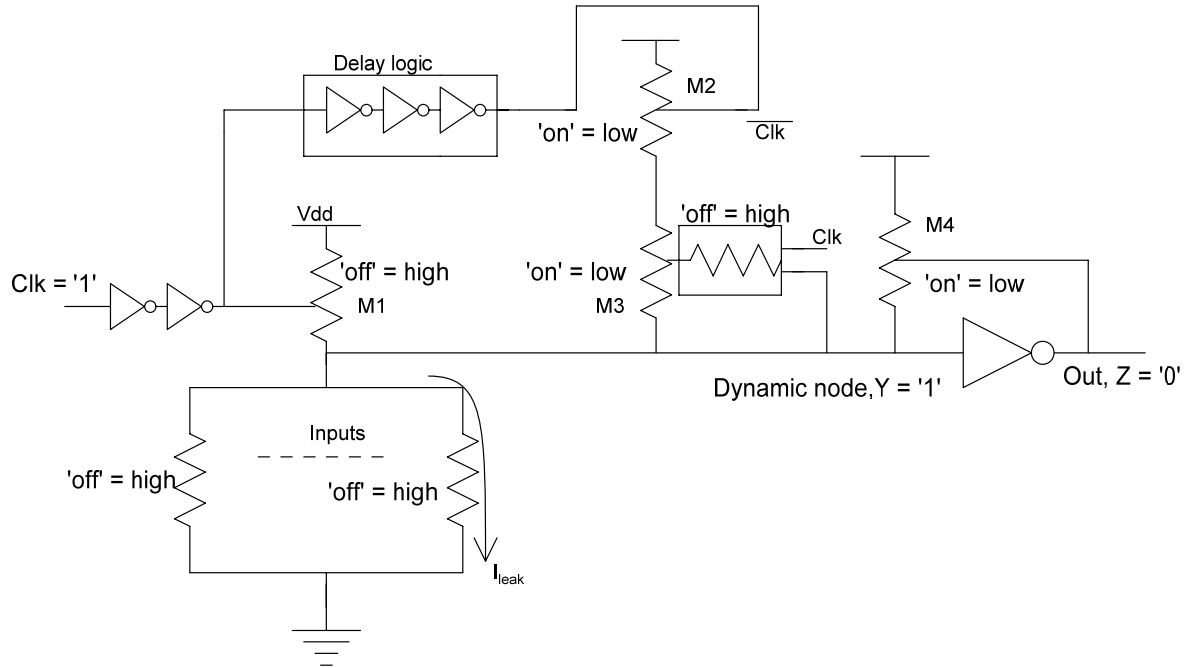 Delay logic
M2
'on' = low
Clk
'off' = high
Vdd
M4
Clk
'off' = high
'on' = low
Clk = '1'
'on' = low
M1
M3
Dynamic node,Y = '1'
Out, Z = '0'
Inputs
'off' = high
'off' = high
Ileak